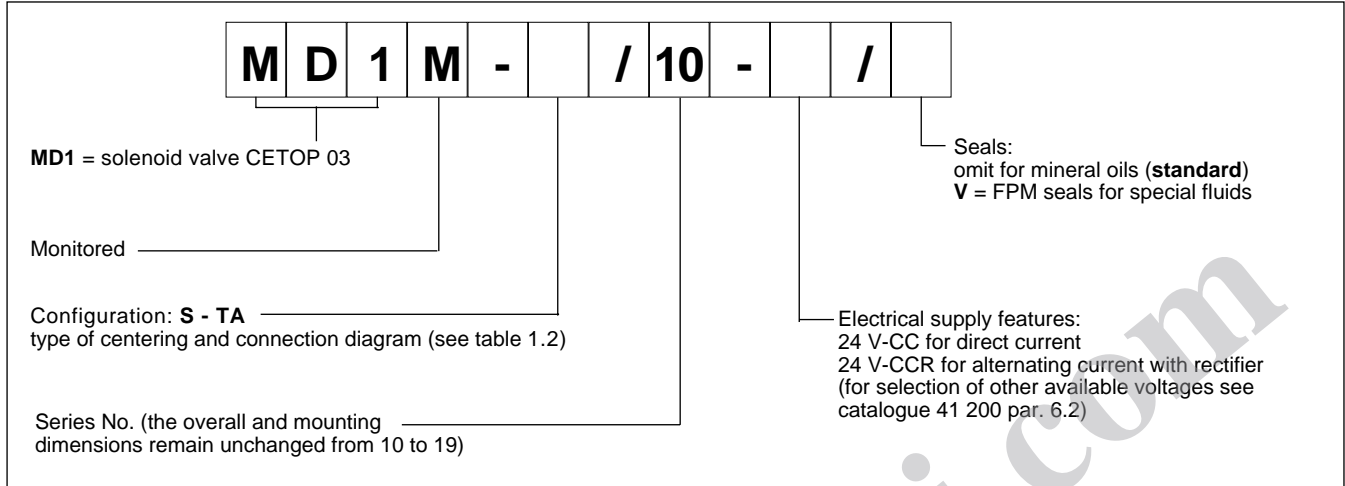 M D 1 M - / 10 - /
MD1 = solenoid valve CETOP 03
Monitored
Configuration: S - TA
type of centering and connection diagram (see table 1.2)
Series No. (the overall and mounting
dimensions remain unchanged from 10 to 19)
Seals:
omit for mineral oils (standard)
V = FPM seals for special fluids
Electrical supply features:
24 V-CC for direct current
24 V-CCR for alternating current with rectifier
(for selection of other available voltages see
catalogue 41 200 par. 6.2)
i.com